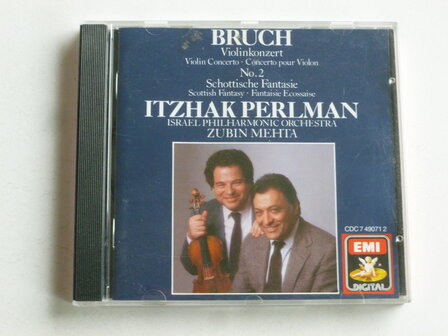 BRUCH
Violinkonzert
Violin Concerto · Concerto pour Violon
No. 2
Schottische Fantasie
Scottish Fantasy · Fantaisie Ecossaise
ITZHAK PERLMAN
ISRAEL PHILHARMONIC ORCHESTRA
ZUBIN MEHTA
CDC 7 49071 2
EMI
DIGITAL